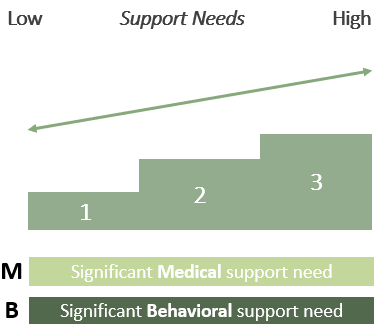 Low Support Needs High
1
2
3
M Significant Medical support need
B Significant Behavioral support need